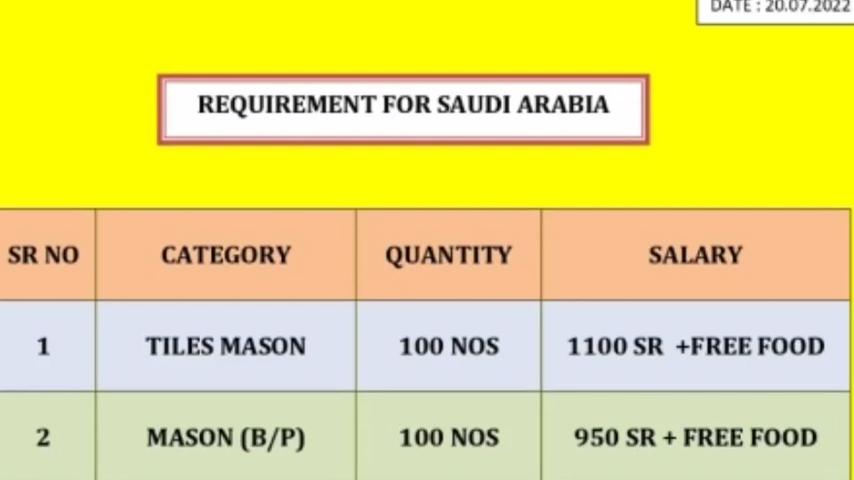 DATE : 20.07.2022
REQUIREMENT FOR SAUDI ARABIA
SR NO CATEGORY QUANTITY SALARY
1 TILES MASON 100 NOS 1100 SR +FREE FOOD
2 MASON (B/P) 100 NOS 950 SR + FREE FOOD